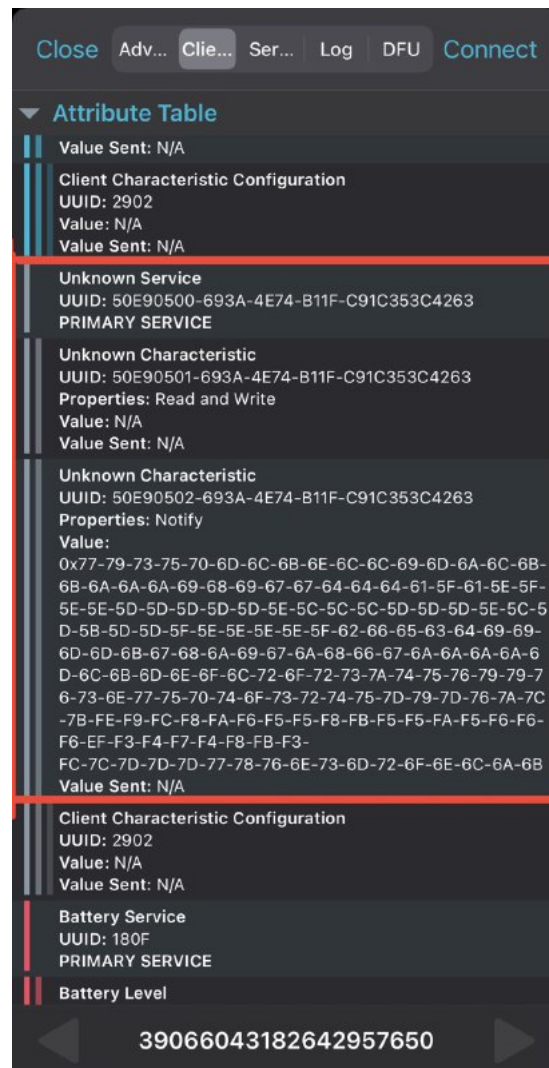 Close Adv... Clie... Ser... Log DFU Connect
Attribute Table
Value Sent: N/A
Client Characteristic Configuration
UUID: 2902
Value: N/A
Value Sent: N/A
Unknown Service
UUID: 50E90500-693A-4E74-B11F-C91C353C4263
PRIMARY SERVICE
Unknown Characteristic
UUID: 50E90501-693A-4E74-B11F-C91C353C4263
Properties: Read and Write
Value: N/A
Value Sent: N/A
Unknown Characteristic
UUID: 50E90502-693A-4E74-B11F-C91C353C4263
Properties: Notify
Value:
0x77-79-73-75-70-6D-6C-6B-6E-6C-6C-69-6D-6A-6C-6B-
6B-6A-6A-6A-69-68-69-67-67-64-64-64-61-5F-61-5E-5F-
5E-5E-5D-5D-5D-5D-5D-5E-5C-5C-5C-5D-5D-5D-5E-5C-5
D-5B-5D-5D-5F-5E-5E-5E-5E-5F-62-66-65-63-64-69-69-
6D-6D-6B-67-68-6A-69-67-6A-68-66-67-6A-6A-6A-6A-6
D-6C-6B-6D-6E-6F-6C-72-6F-72-73-7A-74-75-76-79-79-7
6-73-6E-77-75-70-74-6F-73-72-74-75-7D-79-7D-76-7A-7C
-7B-FE-F9-FC-F8-FA-F6-F5-F5-F8-FB-F5-F5-FA-F5-F6-F6-
F6-EF-F3-F4-F7-F4-F8-FB-F3-
FC-7C-7D-7D-7D-77-78-76-6E-73-6D-72-6F-6E-6C-6A-6B
Value Sent: N/A
Client Characteristic Configuration
UUID: 2902
Value: N/A
Value Sent: N/A
Battery Service
UUID: 180F
PRIMARY SERVICE
Battery Level
39066043182642957650